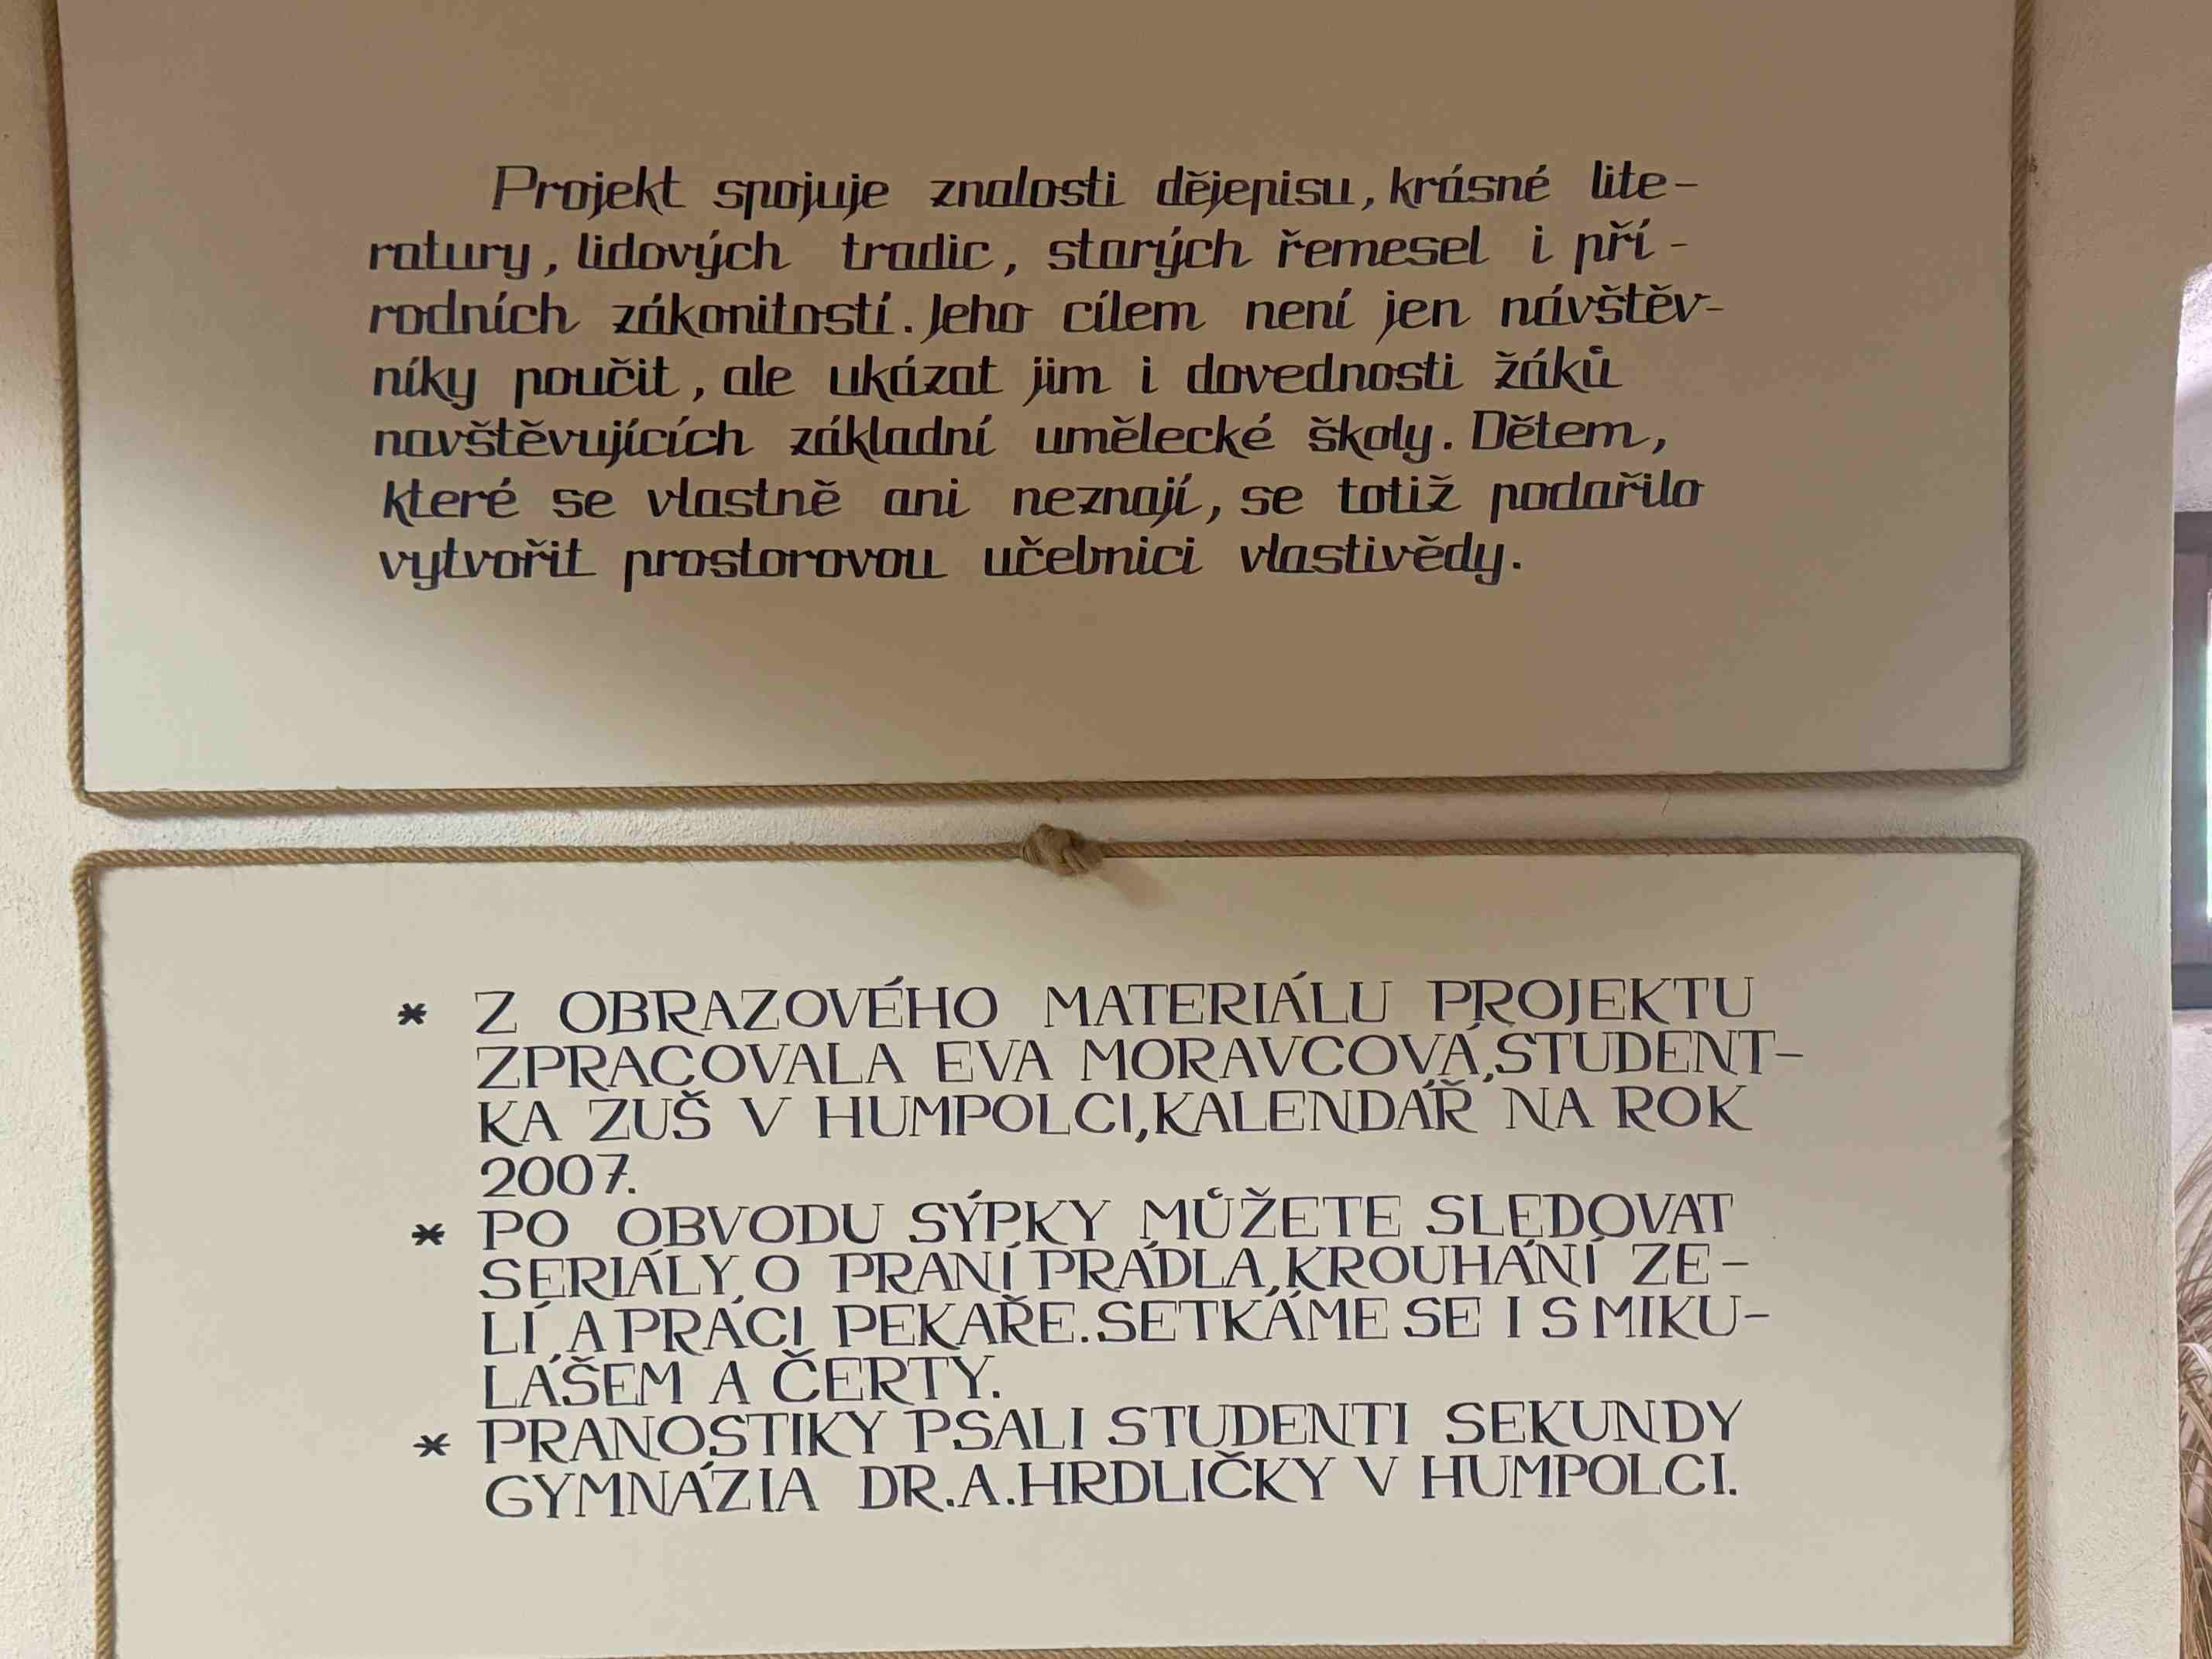 Projekt spojuje znalosti dějepisu, krásné lite-
ratury, lidových tradic, starých řemesel i pří-
rodních zákonitostí. Jeho cílem není jen návštěv-
níky poučit, ale ukázat jim i dovednosti žáků
navštěvujících základní umělecké školy. Dětem,
které se vlastně ani neznají, se totiž podařilo
vytvořit prostorovou učebnici vlastivědy.
* Z OBRAZOVÉHO MATERIÁLU PROJEKTU
ZPRACOVALA EVA MORAVCOVÁ, STUDENT-
KA ZUŠ V HUMPOLCI, KALENDÁŘ NA ROK
2007.
* PO OBVODU SÝPKY MŮŽETE SLEDOVAT
SERIÁLY O PRANÍ PRÁDLA, KROUHÁNÍ ZE-
LÍ A PRÁCI PEKAŘE. SETKÁME SE I S MIKU-
LÁŠEM A ČERTY.
* PRANOSTIKY PSALI STUDENTI SEKUNDY
GYMNÁZIA DR. A. HRDLIČKY V HUMPOLCI.